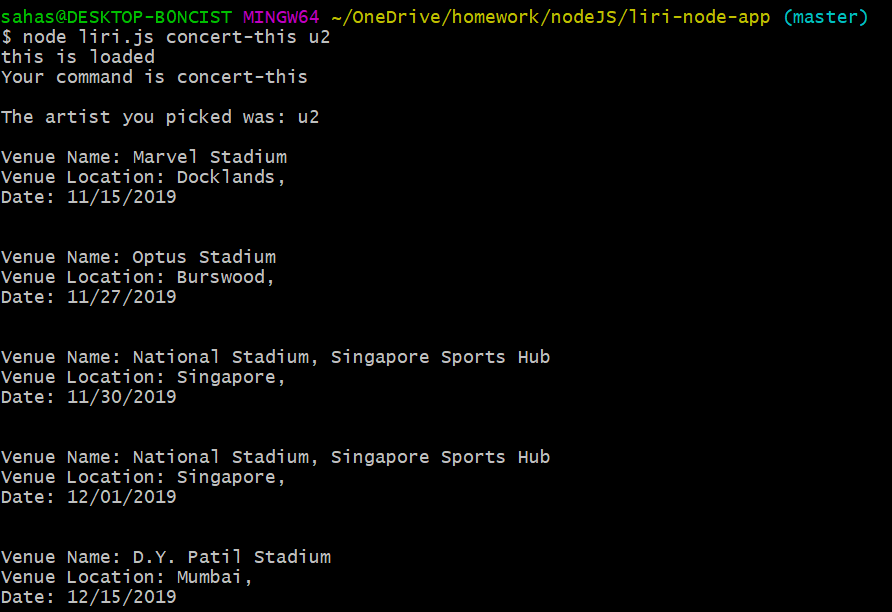 sahas@DESKTOP-BONCIST MINGW64 ~/OneDrive/homework/nodeJS/liri-node-app (master)
$ node liri.js concert-this u2
this is loaded
Your command is concert-this
The artist you picked was: u2
Venue Name: Marvel Stadium
Venue Location: Docklands,
Date: 11/15/2019
Venue Name: Optus Stadium
Venue Location: Burswood,
Date: 11/27/2019
Venue Name: National Stadium, Singapore Sports Hub
Venue Location: Singapore,
Date: 11/30/2019
Venue Name: National Stadium, Singapore Sports Hub
Venue Location: Singapore,
Date: 12/01/2019
Venue Name: D.Y. Patil Stadium
Venue Location: Mumbai,
Date: 12/15/2019